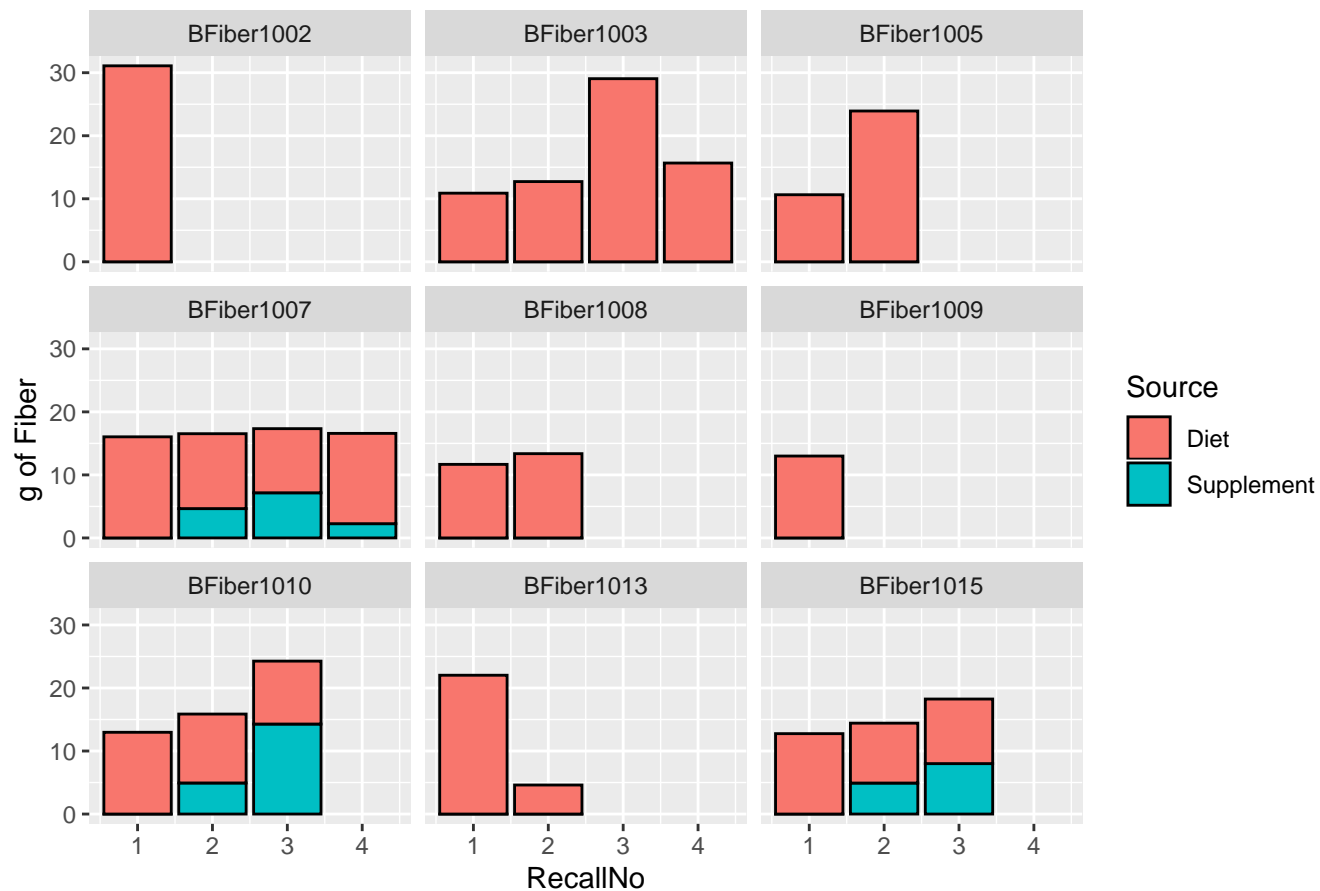 BFiber1002 BFiber1003 BFiber1005
30
20
10
0
BFiber1007 BFiber1008 BFiber1009
30
20
10
0
BFiber1010 BFiber1013 BFiber1015
30
20
10
0
1 2 3 4 1 2 3 4 1 2 3 4
RecallNo
g of Fiber
Source
Diet
Supplement